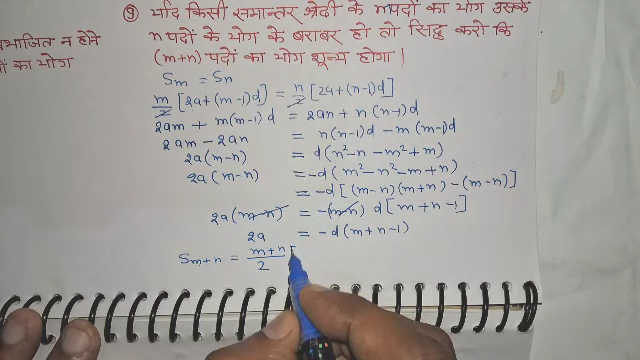 भाजित न होने
का योग
⑨ यदि किसी समान्तर श्रेढी के m पदों का योग उसके
n पदों के योग के बराबर हो तो सिद्ध करो कि
(m+n) पदों का योग शून्य होगा।
Sm = Sn
m/2 [2a+(m-1)d] = n/2 [2a+(n-1)d]
2am + m(m-1)d = 2an + n(n-1)d
2am - 2an = n(n-1)d - m(m-1)d
2a(m-n) = d(n²-n-m²+m)
2a(m-n) = -d(m²-n²-m+n)
= -d[(m-n)(m+n) -(m-n)]
2a(m-n) = -(m-n) d[m+n-1]
2a = -d(m+n-1)
Sm+n = m+n/2 [